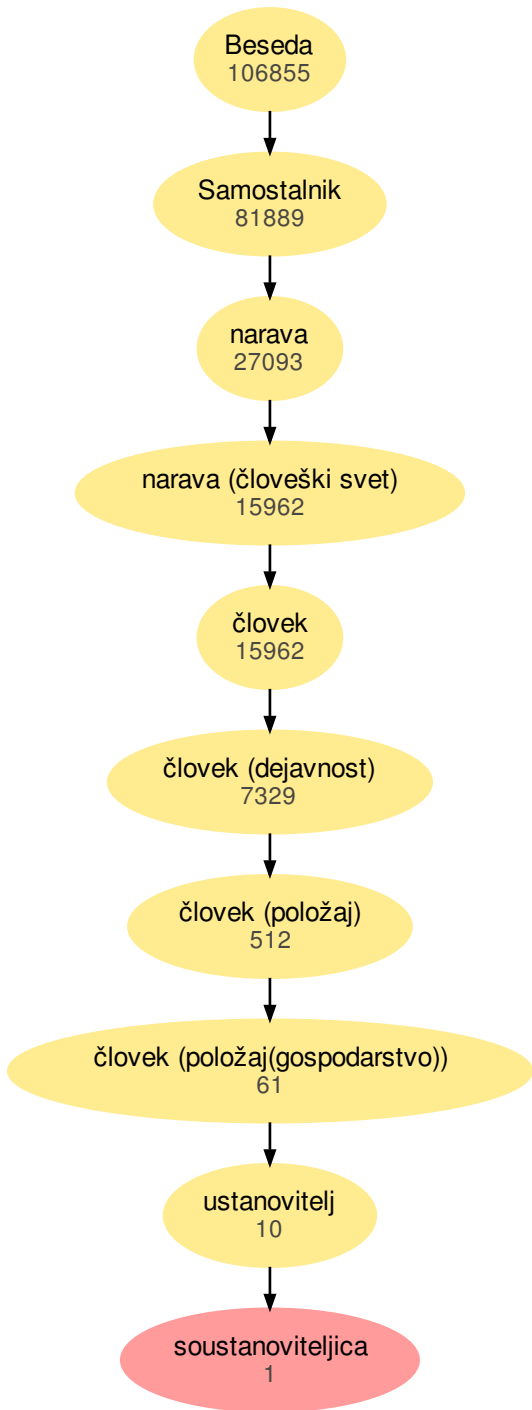 Beseda
106855
Samostalnik
81889
narava
27093
narava (človeški svet)
15962
človek
15962
človek (dejavnost)
7329
človek (položaj)
512
človek (položaj(gospodarstvo))
61
ustanovitelj
10
soustanoviteljica
1